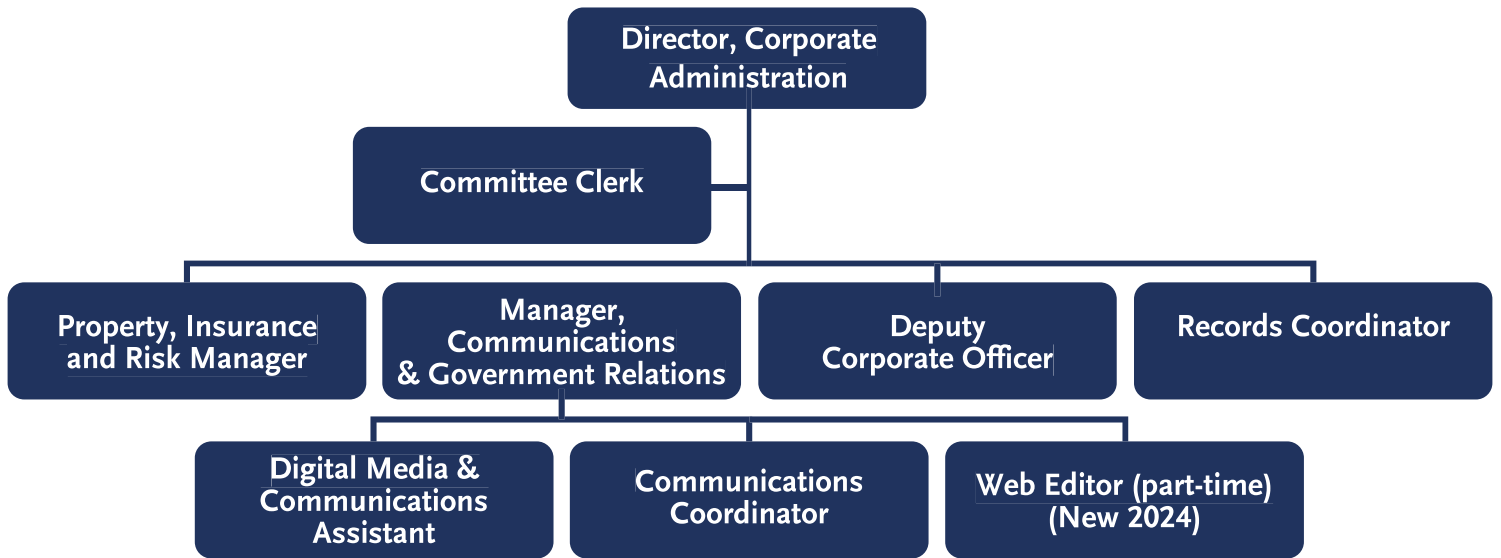 Director, Corporate
Administration
Committee Clerk
Property, Insurance
and Risk Manager
Manager,
Communications
& Government Relations
Deputy
Corporate Officer
Records Coordinator
Digital Media &
Communications
Assistant
Communications
Coordinator
Web Editor (part-time)
(New 2024)